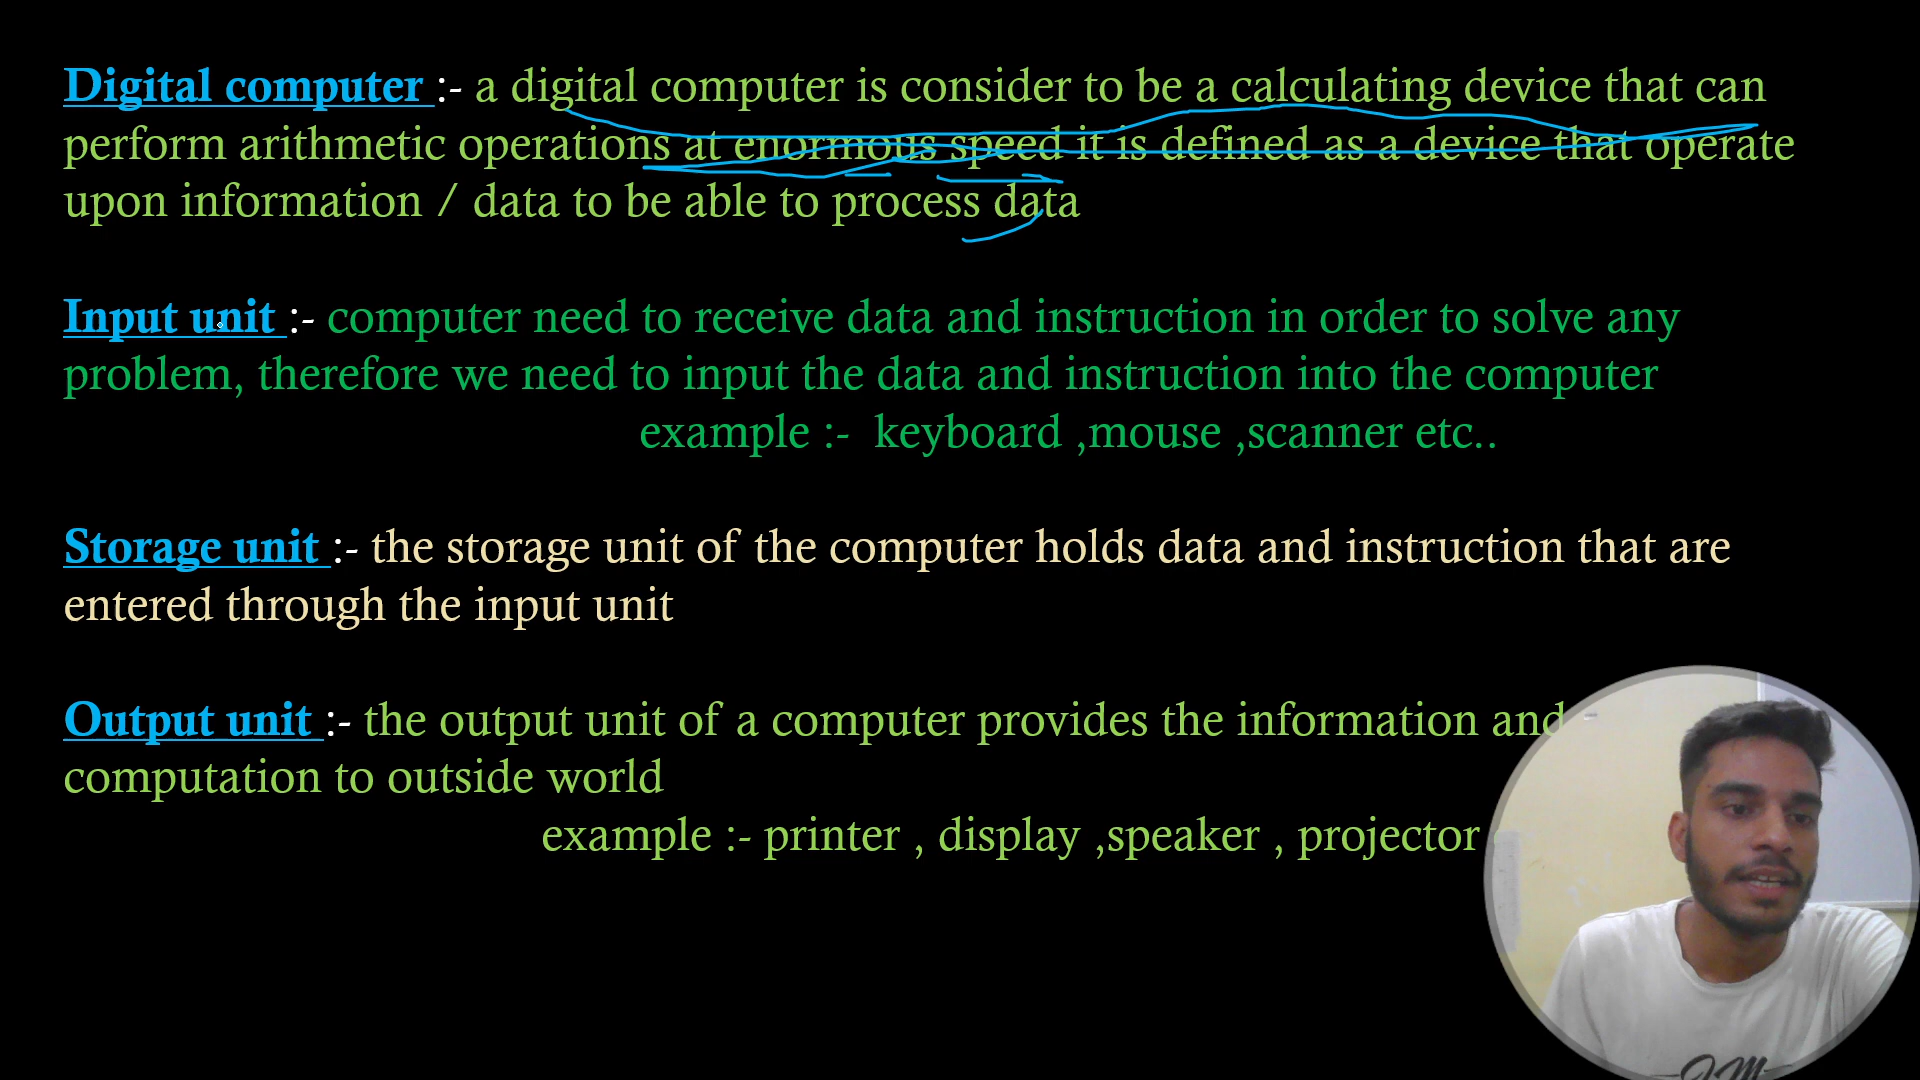 Digital computer :- a digital computer is consider to be a calculating device that can
perform arithmetic operations at enormous speed it is defined as a device that operate
upon information / data to be able to process data
Input unit :- computer need to receive data and instruction in order to solve any
problem, therefore we need to input the data and instruction into the computer
example :- keyboard ,mouse ,scanner etc..
Storage unit :- the storage unit of the computer holds data and instruction that are
entered through the input unit
Output unit :- the output unit of a computer provides the information and
computation to outside world
example :- printer , display ,speaker , projector